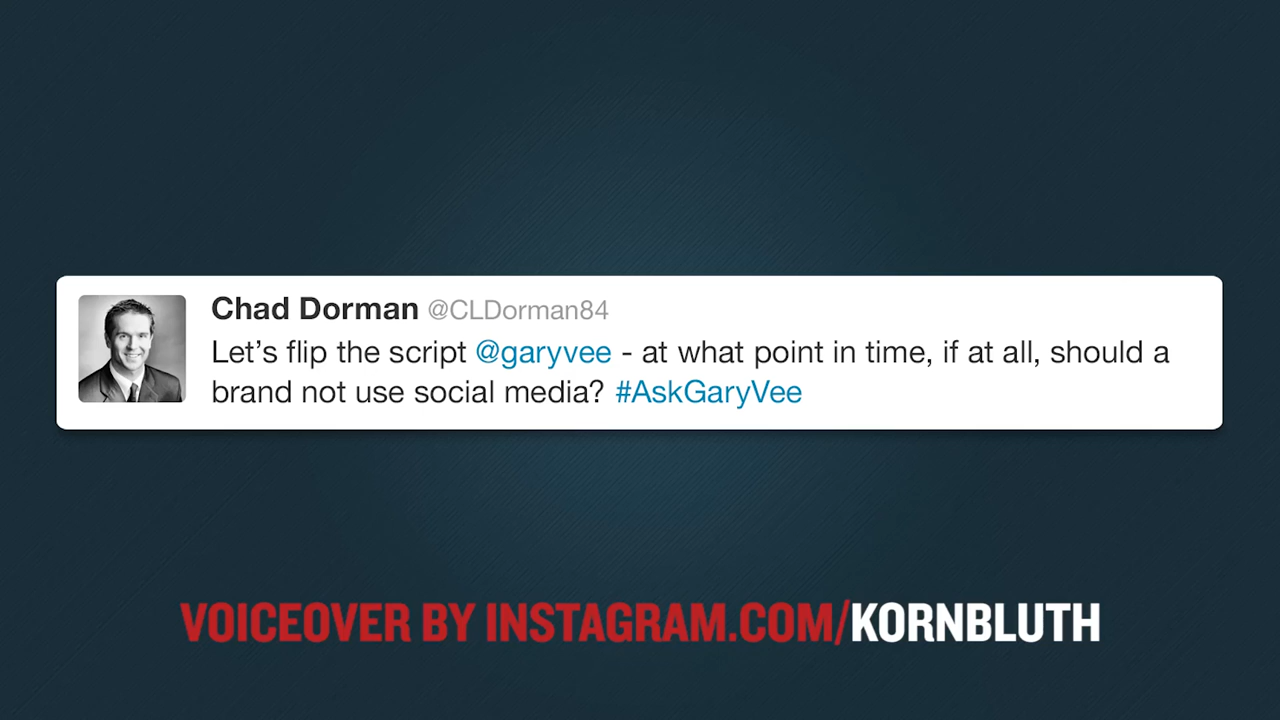 Chad Dorman @CLDorman84
Let’s flip the script @garyvee - at what point in time, if at all, should a
brand not use social media? #AskGaryVee
VOICEOVER BY INSTAGRAM.COM/KORNBLUTH